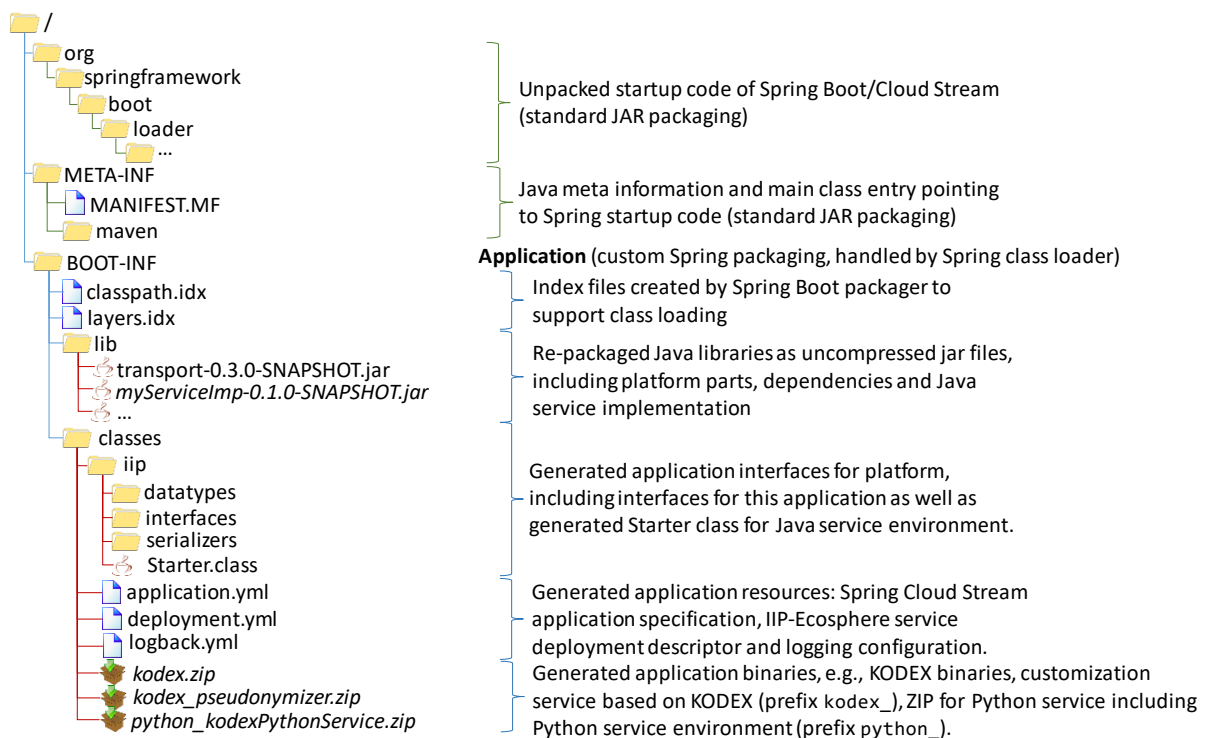 /
org
springframework
boot
loader
...
Unpacked startup code of Spring Boot/Cloud Stream
(standard JAR packaging)
META-INF
MANIFEST.MF
maven
Java meta information and main class entry pointing
to Spring startup code (standard JAR packaging)
BOOT-INF
Application (custom Spring packaging, handled by Spring class loader)
classpath.idx
layers.idx
Index files created by Spring Boot packager to
support class loading
lib
transport-0.3.0-SNAPSHOT.jar
myServiceImp-0.1.0-SNAPSHOT.jar
...
Re-packaged Java libraries as uncompressed jar files,
including platform parts, dependencies and Java
service implementation
classes
iip
datatypes
interfaces
serializers
Starter.class
Generated application interfaces for platform,
including interfaces for this application as well as
generated Starter class for Java service environment.
application.yml
deployment.yml
logback.yml
Generated application resources: Spring Cloud Stream
application specification, IIP-Ecosphere service
deployment descriptor and logging configuration.
kodex.zip
kodex_pseudonymizer.zip
python_kodexPythonService.zip
Generated application binaries, e.g., KODEX binaries, customization
service based on KODEX (prefix kodex_), ZIP for Python service including
Python service environment (prefix python_).